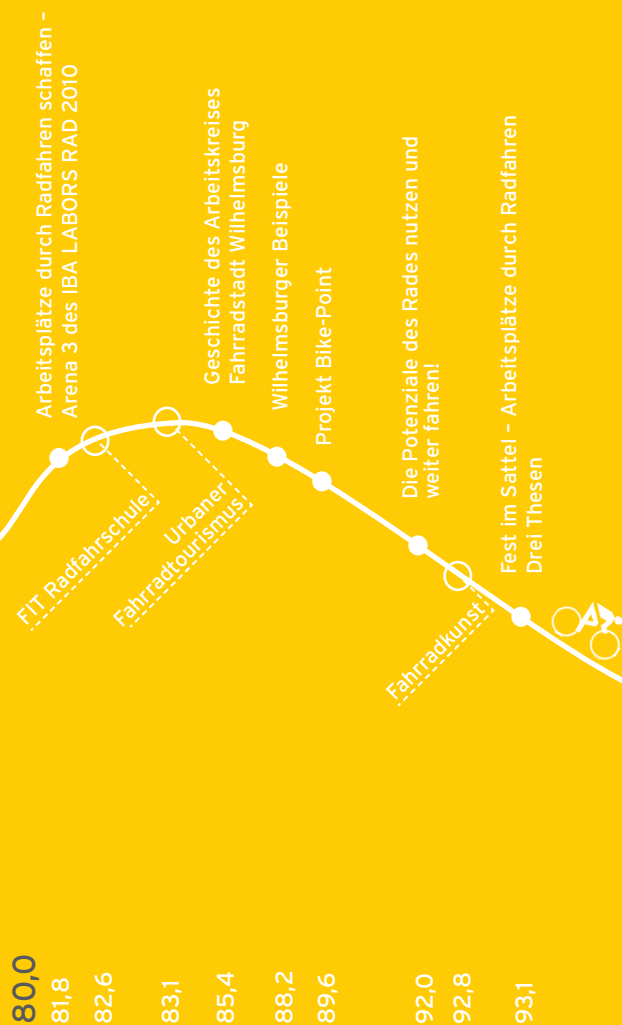 Arbeitsplätze durch Radfahren schaffen –
Arena 3 des IBA LABORS RAD 2010
Geschichte des Arbeitskreises
Fahrradstadt Wilhelmsburg
Wilhelmsburger Beispiele
Projekt Bike-Point
Die Potenziale des Rades nutzen und
weiter fahren!
Fest im Sattel – Arbeitsplätze durch Radfahren
Drei Thesen
FIT Radfahrschule
Urbaner
Fahrradtourismus
Fahrradkunst
80,0
81,8
82,6
83,1
85,4
88,2
89,6
92,0
92,8
93,1